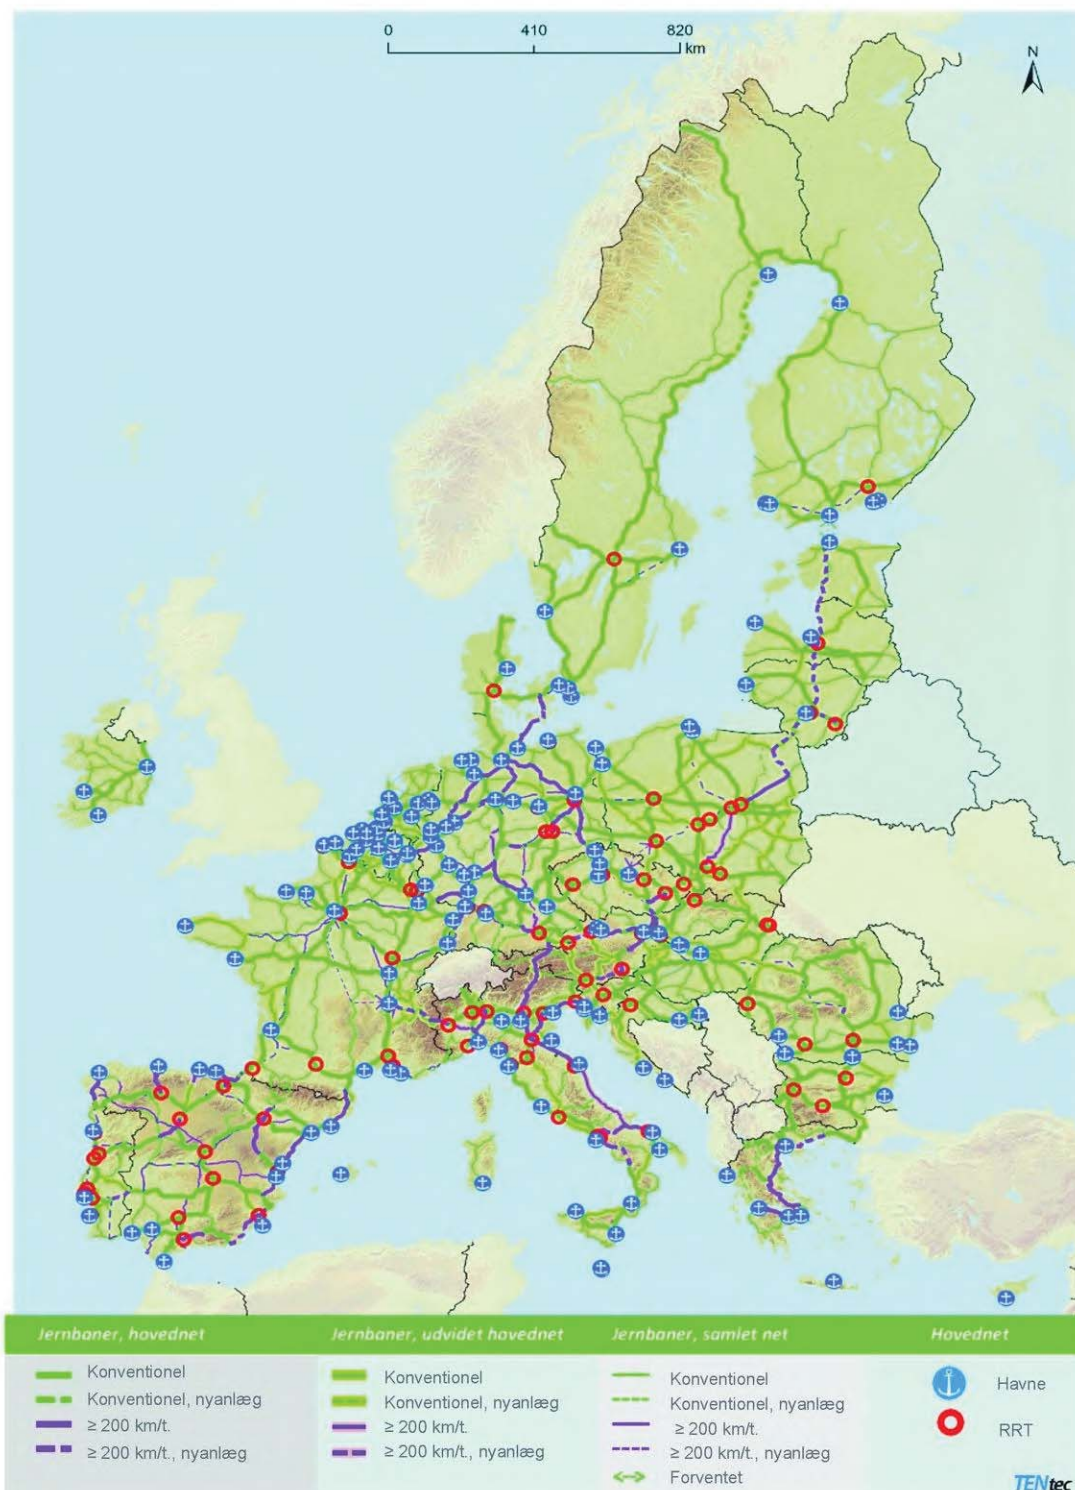 0 410 820
km
N
Jernbaner, hovednet
Konventionel
Konventionel, nyanlæg
≥ 200 km/t.
≥ 200 km/t., nyanlæg
Jernbaner, udvidet hovednet
Konventionel
Konventionel, nyanlæg
≥ 200 km/t.
≥ 200 km/t., nyanlæg
Jernbaner, samlet net
Konventionel
Konventionel, nyanlæg
≥ 200 km/t.
≥ 200 km/t., nyanlæg
Forventet
Hovednet
Havne
RRT
TENtec